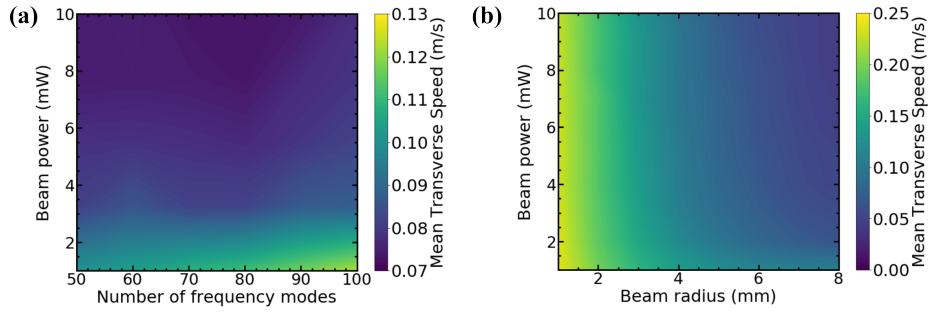 (a)
10
8
6
4
2
Beam power (mW)
50 60 70 80 90 100
Number of frequency modes
0.13
0.12
0.11
0.10
0.09
0.08
0.07
Mean Transverse Speed (m/s)
(b)
10
8
6
4
2
Beam power (mW)
2 4 6 8
Beam radius (mm)
0.25
0.20
0.15
0.10
0.05
0.00
Mean Transverse Speed (m/s)